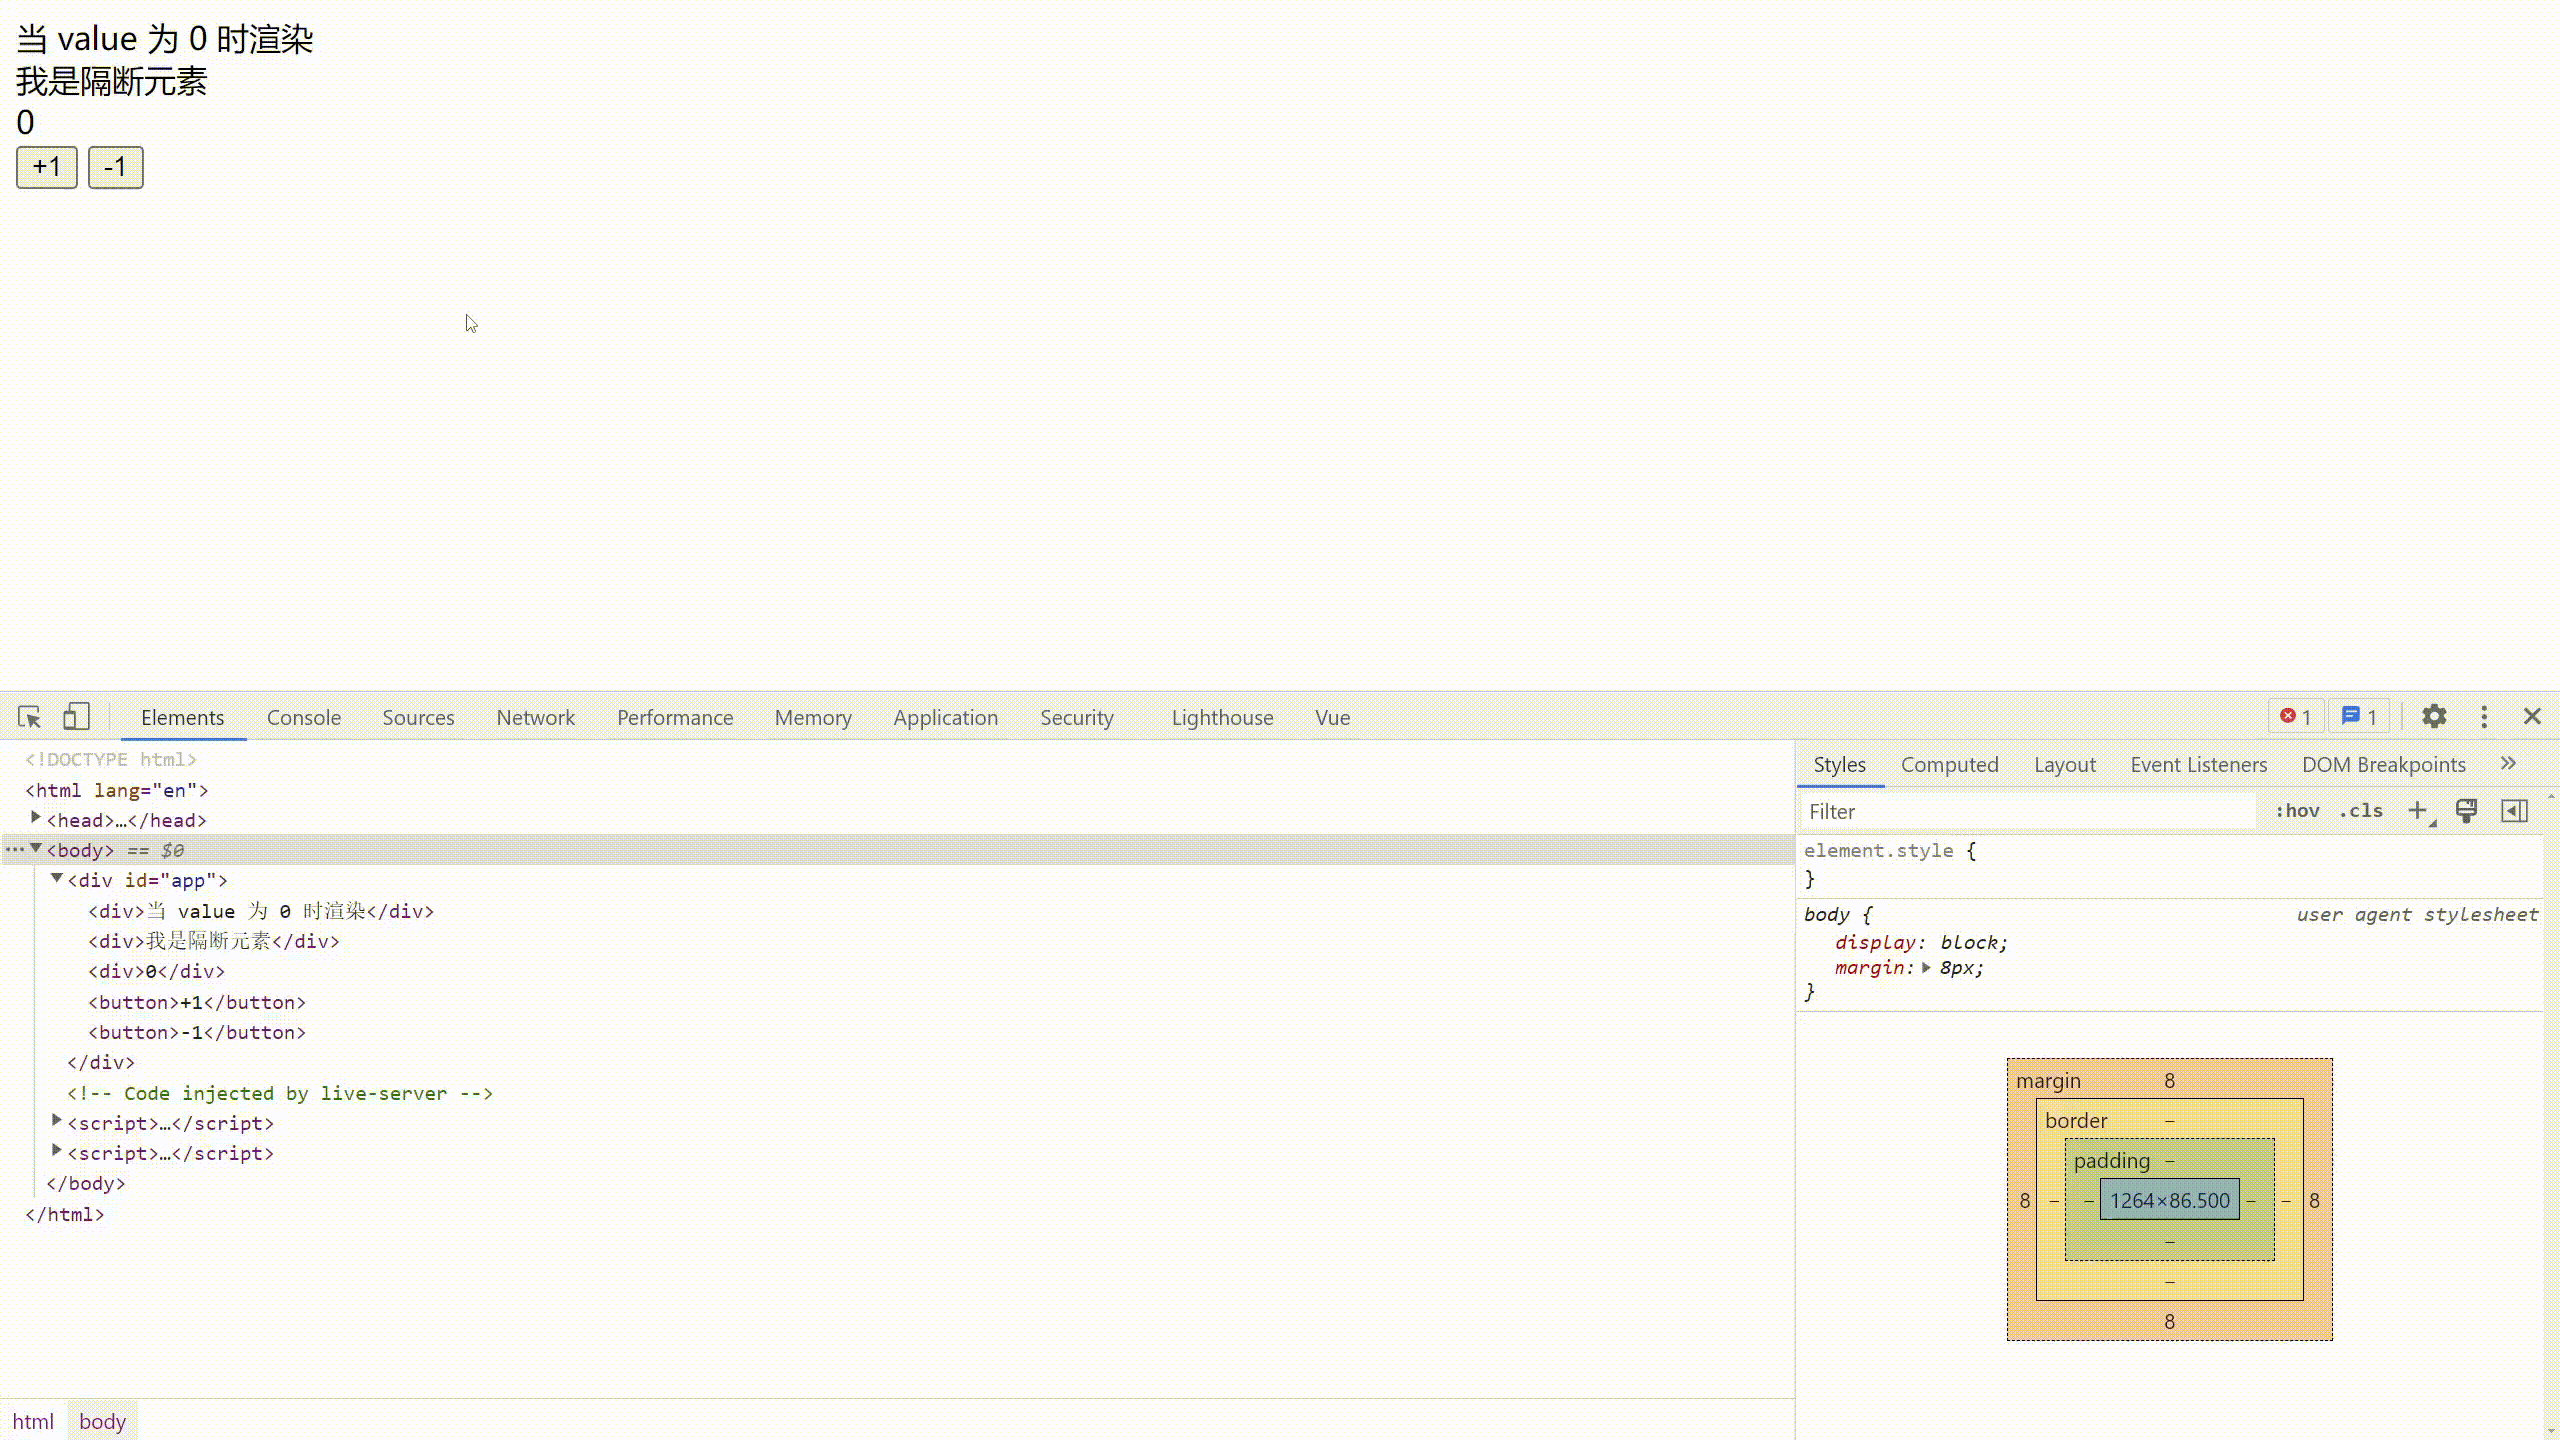 当 value 为 0 时渲染
我是隔断元素
0
+1 -1
Elements Console Sources Network Performance Memory Application Security Lighthouse Vue 1 1
<!DOCTYPE html>
<html lang="en">
<head>…</head>
<body> == $0
<div id="app">
<div>当 value 为 0 时渲染</div>
<div>我是隔断元素</div>
<div>0</div>
<button>+1</button>
<button>-1</button>
</div>
<!-- Code injected by live-server -->
<script>…</script>
<script>…</script>
</body>
</html>
html body
Styles Computed Layout Event Listeners DOM Breakpoints
Filter :hov .cls
element.style {
}
body { user agent stylesheet
display: block;
margin: 8px;
}
margin 8
border –
padding –
8 – – 1264×86.500 – – 8
–
–
8